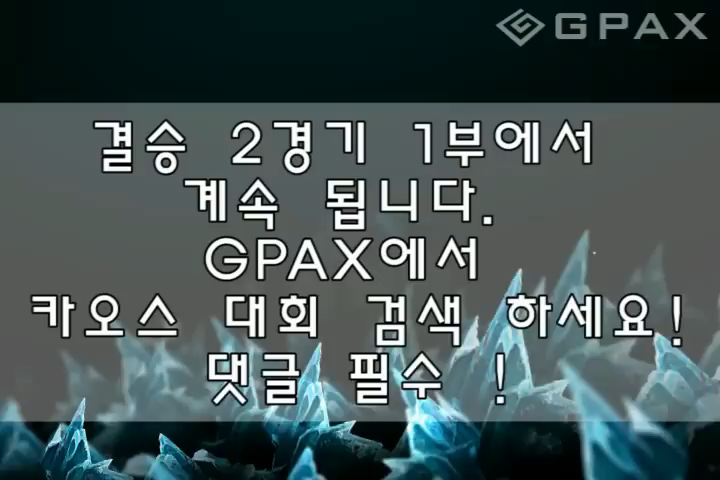 GPAX
결승 2경기 1부에서
계속 됩니다.
GPAX에서
카오스 대회 검색 하세요!
댓글 필수 !